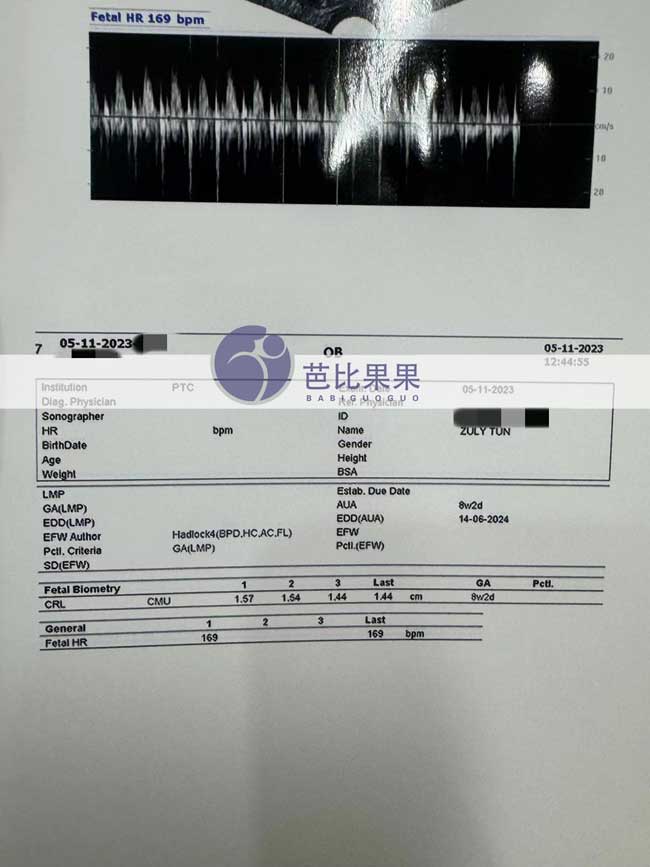 Fetal HR 169 bpm
20
10
cm/s
10
20
7 05-11-2023 OB 05-11-2023
12:44:55
芭比果果
BABIGUOGUO
Institution PTC Exam Date 05-11-2023
Diag. Physician Ref. Physician
Sonographer ID
HR bpm Name ZULY TUN
BirthDate Gender
Age Height
Weight BSA
LMP Estab. Due Date
GA(LMP) AUA 8w2d
EDD(LMP) EDD(AUA) 14-06-2024
EFW Author Hadlock4(BPD,HC,AC,FL) EFW
Pctl. Criteria GA(LMP) Pctl.(EFW)
SD(EFW)
Fetal Biometry 1 2 3 Last GA Pctl.
CRL CMU 1.57 1.54 1.44 1.44 cm 8w2d
General 1 2 3 Last
Fetal HR 169 169 bpm